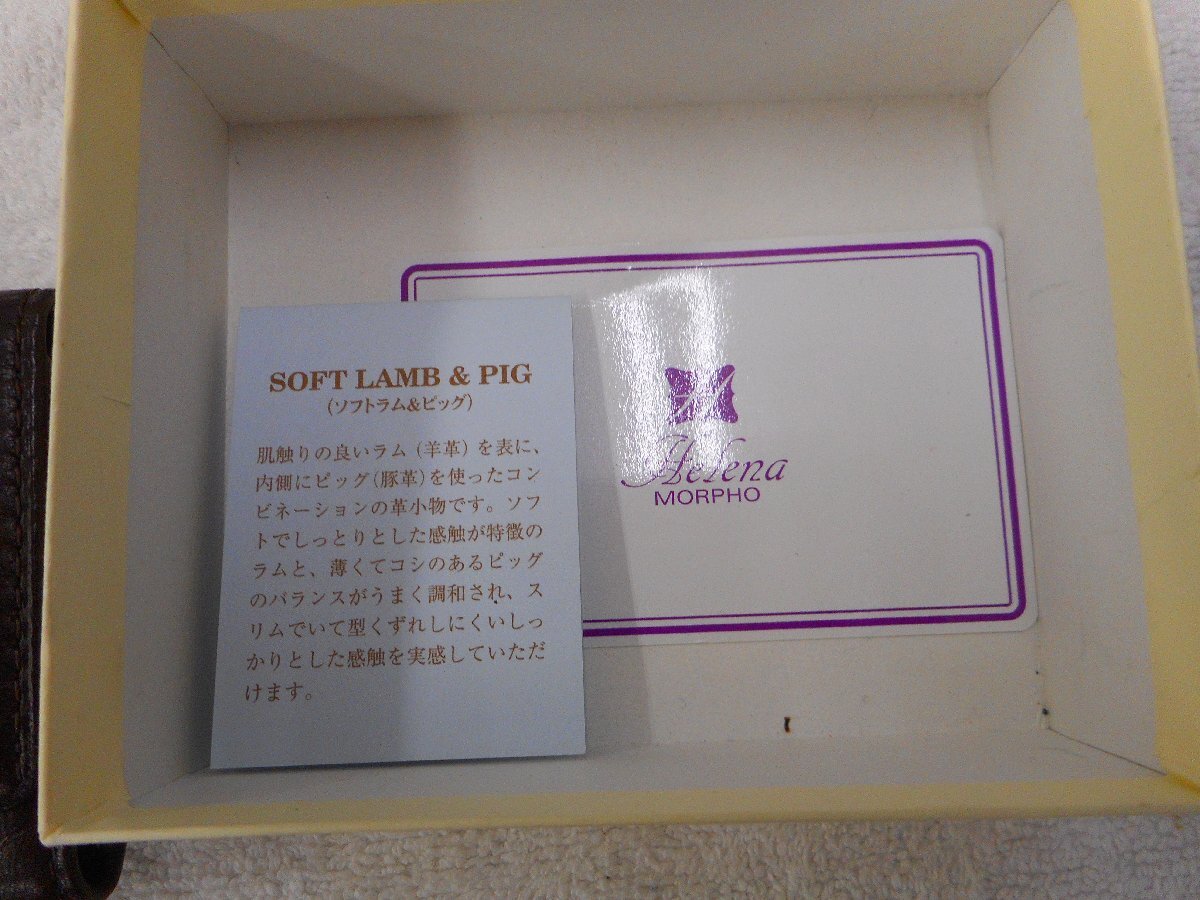 SOFT LAMB & PIG
(ソフトラム&ピッグ)
肌触りの良いラム(羊革)を表に、
内側にピッグ(豚革)を使ったコン
ビネーションの革小物です。ソフ
トでしっとりとした感触が特徴の
ラムと、薄くてコシのあるピッグ
のバランスがうまく調和され、ス
リムでいて型くずれしにくいしっ
かりとした感触を実感していただ
けます。
Helena
MORPHO